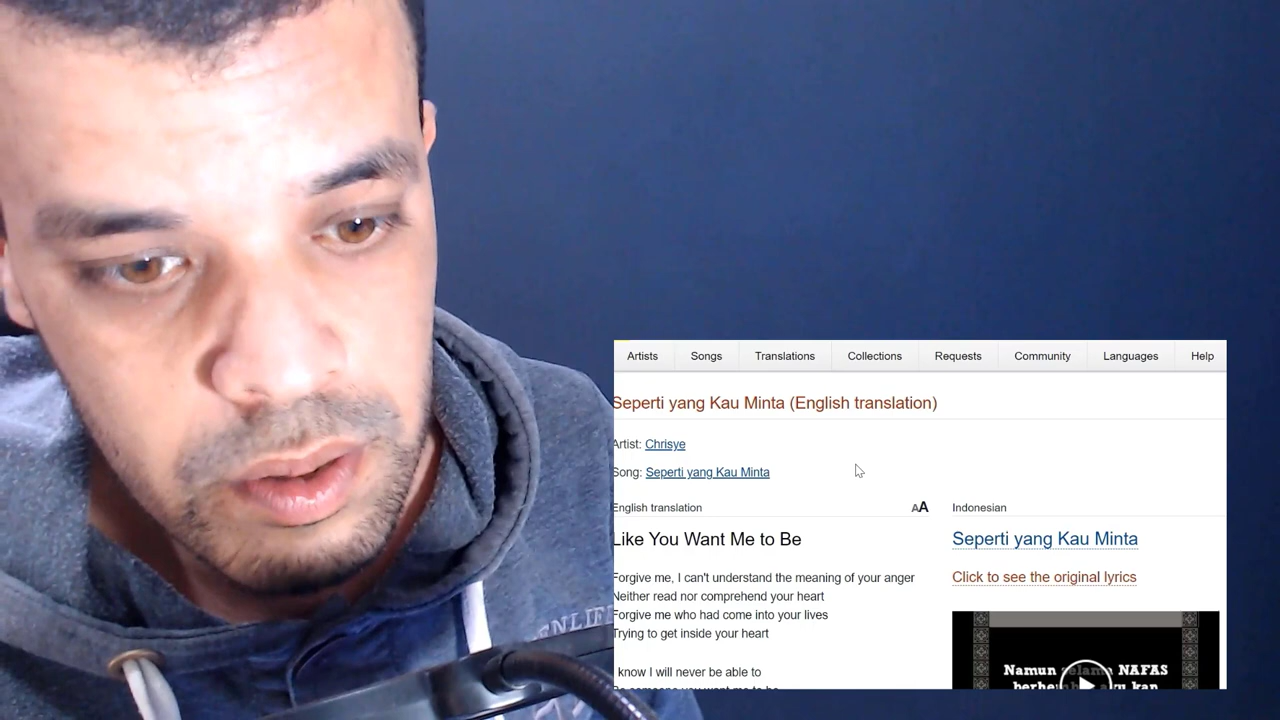 Artists Songs Translations Collections Requests Community Languages Help
Seperti yang Kau Minta (English translation)
Artist: Chrisye
Song: Seperti yang Kau Minta
English translation AA Indonesian
Like You Want Me to Be
Seperti yang Kau Minta
Forgive me, I can't understand the meaning of your anger
Neither read nor comprehend your heart
Forgive me who had come into your lives
Trying to get inside your heart
know I will never be able to
Click to see the original lyrics
Namun selama NAFAS